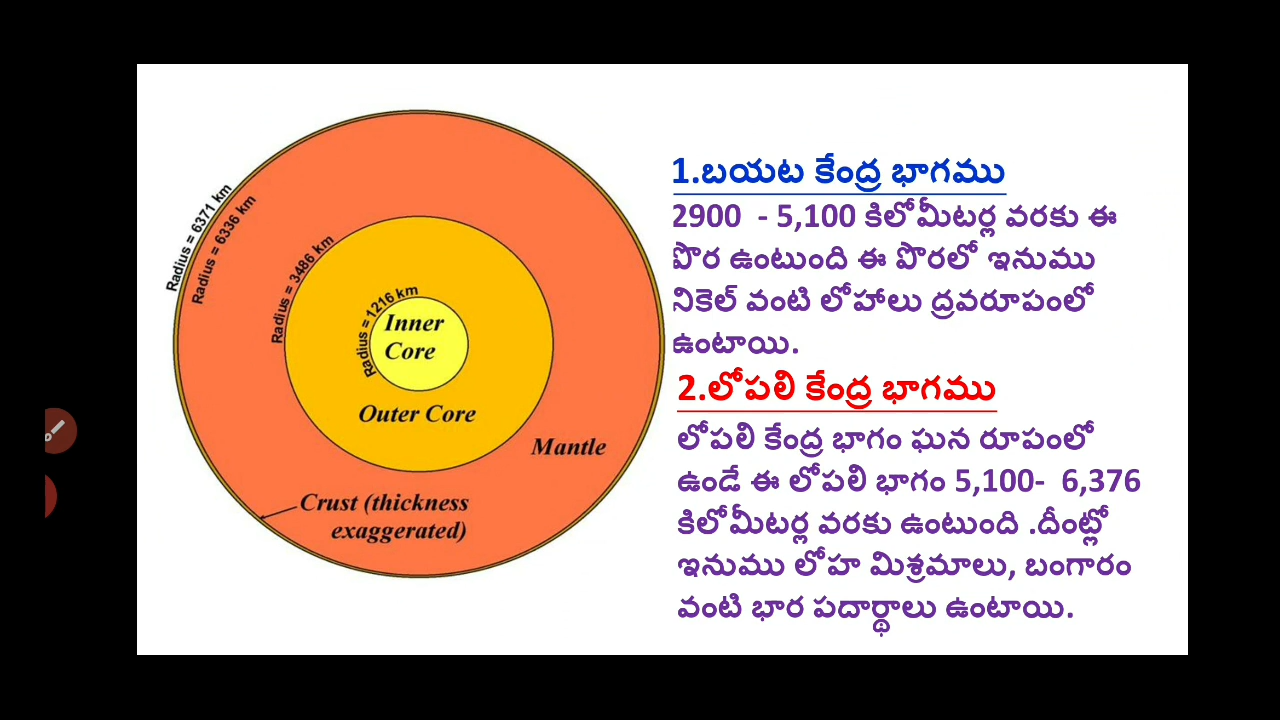 Radius = 6371 km
Radius = 6336 km
Radius = 3486 km
Radius = 1216 km
Inner
Core
Outer Core
Mantle
Crust (thickness
exaggerated)
1.బయట కేంద్ర భాగము
2900 - 5,100 కిలోమీటర్ల వరకు ఈ
పొర ఉంటుంది ఈ పొరలో ఇనుము
నికెల్ వంటి లోహాలు ద్రవరూపంలో
ఉంటాయి.
2.లోపలి కేంద్ర భాగము
లోపలి కేంద్ర భాగం ఘన రూపంలో
ఉండే ఈ లోపలి భాగం 5,100- 6,376
కిలోమీటర్ల వరకు ఉంటుంది .దీంట్లో
ఇనుము లోహ మిశ్రమాలు, బంగారం
వంటి భార పదార్థాలు ఉంటాయి.